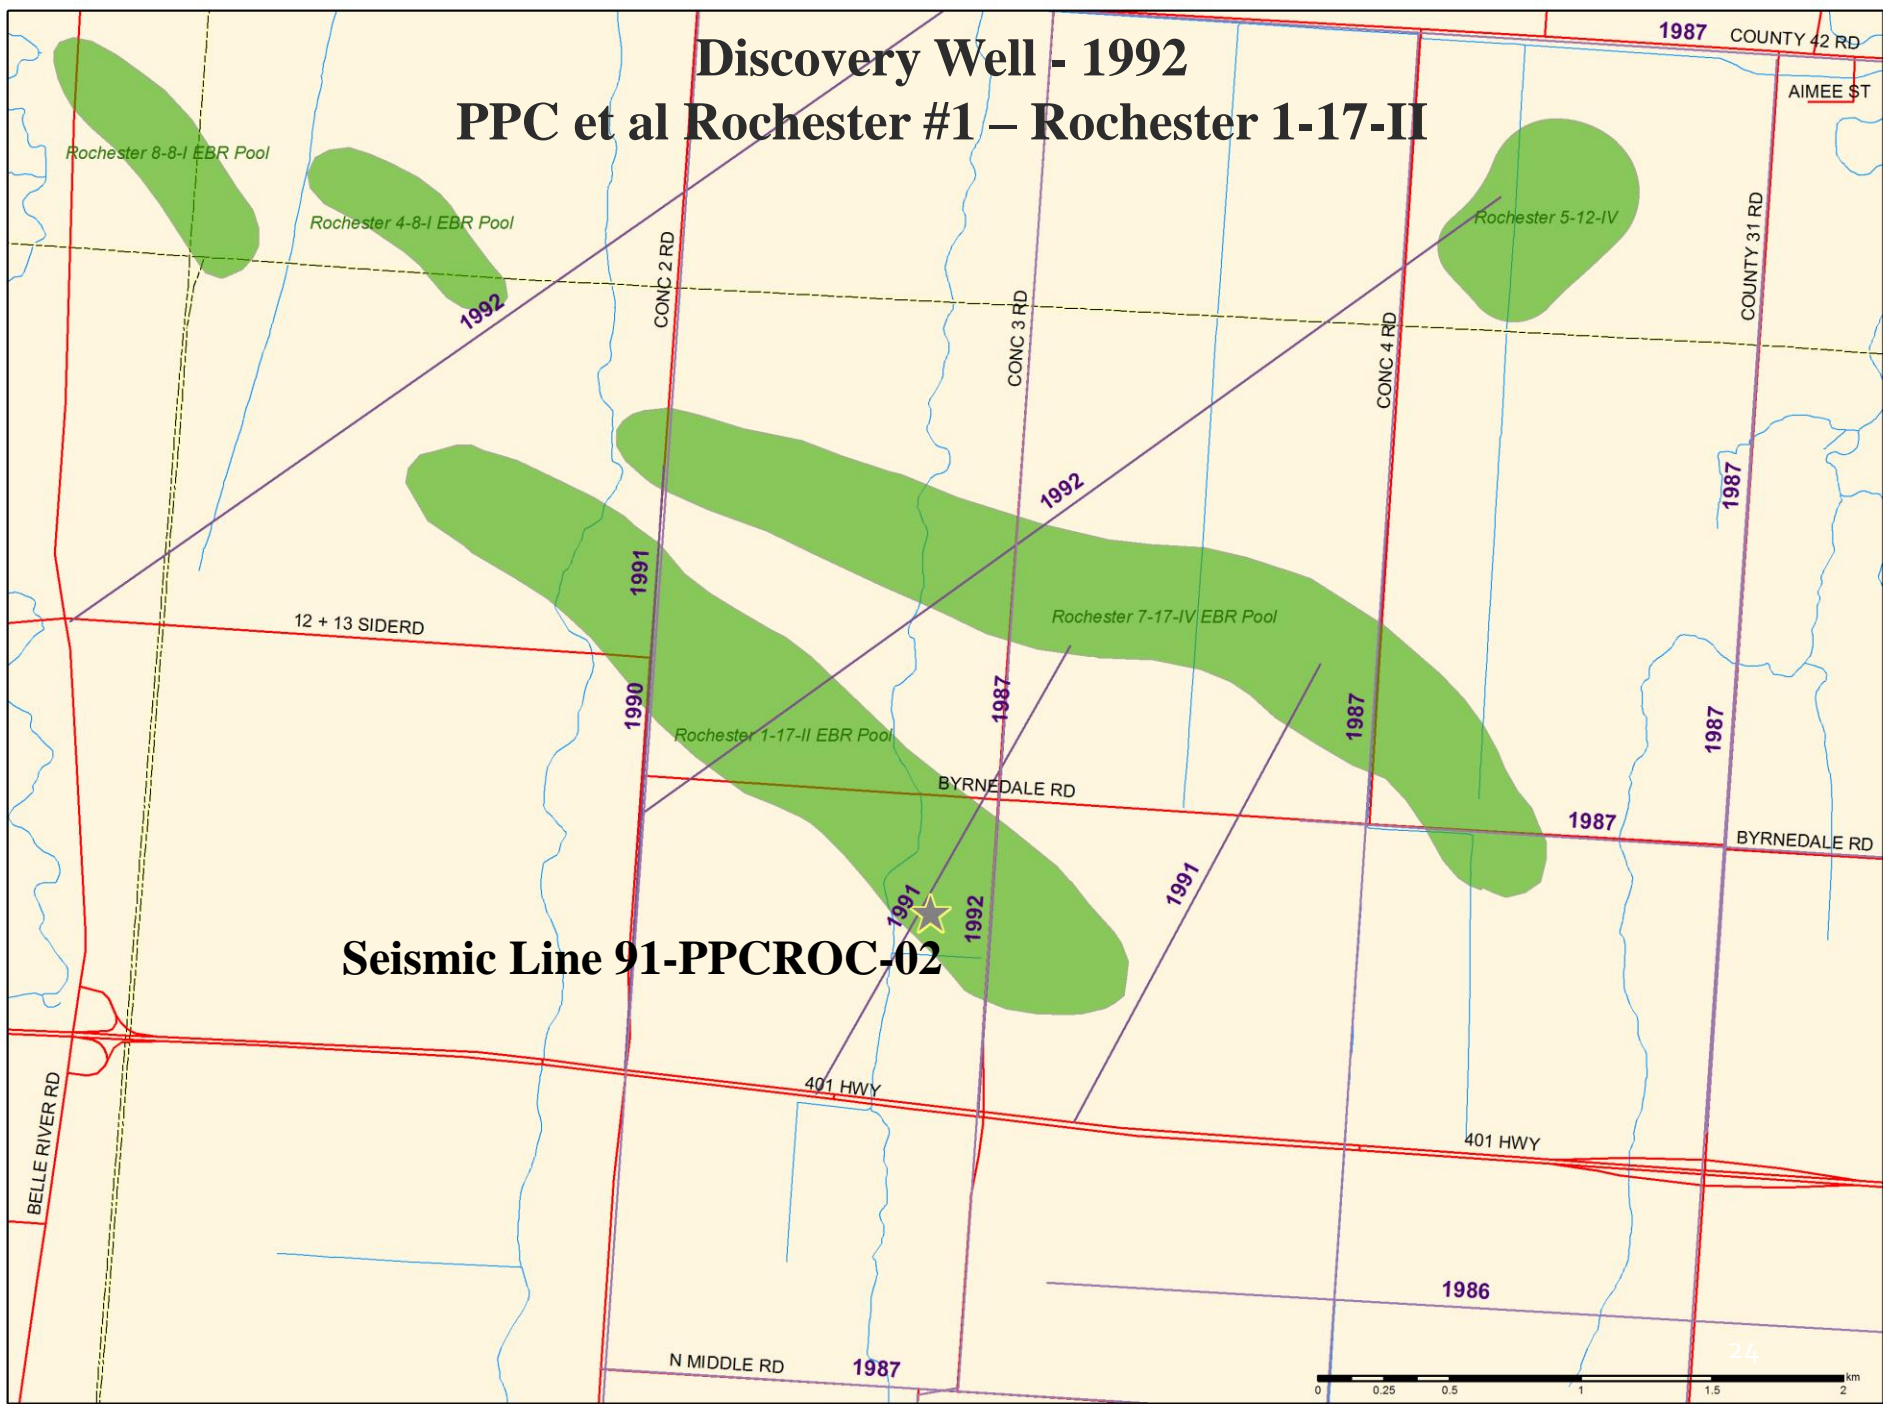 1987
COUNTY 42 RD
Discovery Well - 1992
AIMEE ST
PPC et al Rochester #1 – Rochester 1-17-II
Rochester 8-8-I EBR Pool
Rochester 4-8-I EBR Pool
Rochester 5-12-IV
COUNTY 31 RD
CONC 2 RD
1992
CONC 3 RD
CONC 4 RD
1992
1987
1991
Rochester 7-17-IV EBR Pool
12 + 13 SIDERD
1990
1987
1987
1987
Rochester 1-17-II EBR Pool
BYRNEDALE RD
1987
BYRNEDALE RD
1991
1991
1992
Seismic Line 91-PPCROC-02
401 HWY
BELLE RIVER RD
401 HWY
1986
24
N MIDDLE RD
1987
km
0 0.25 0.5 1 1.5 2